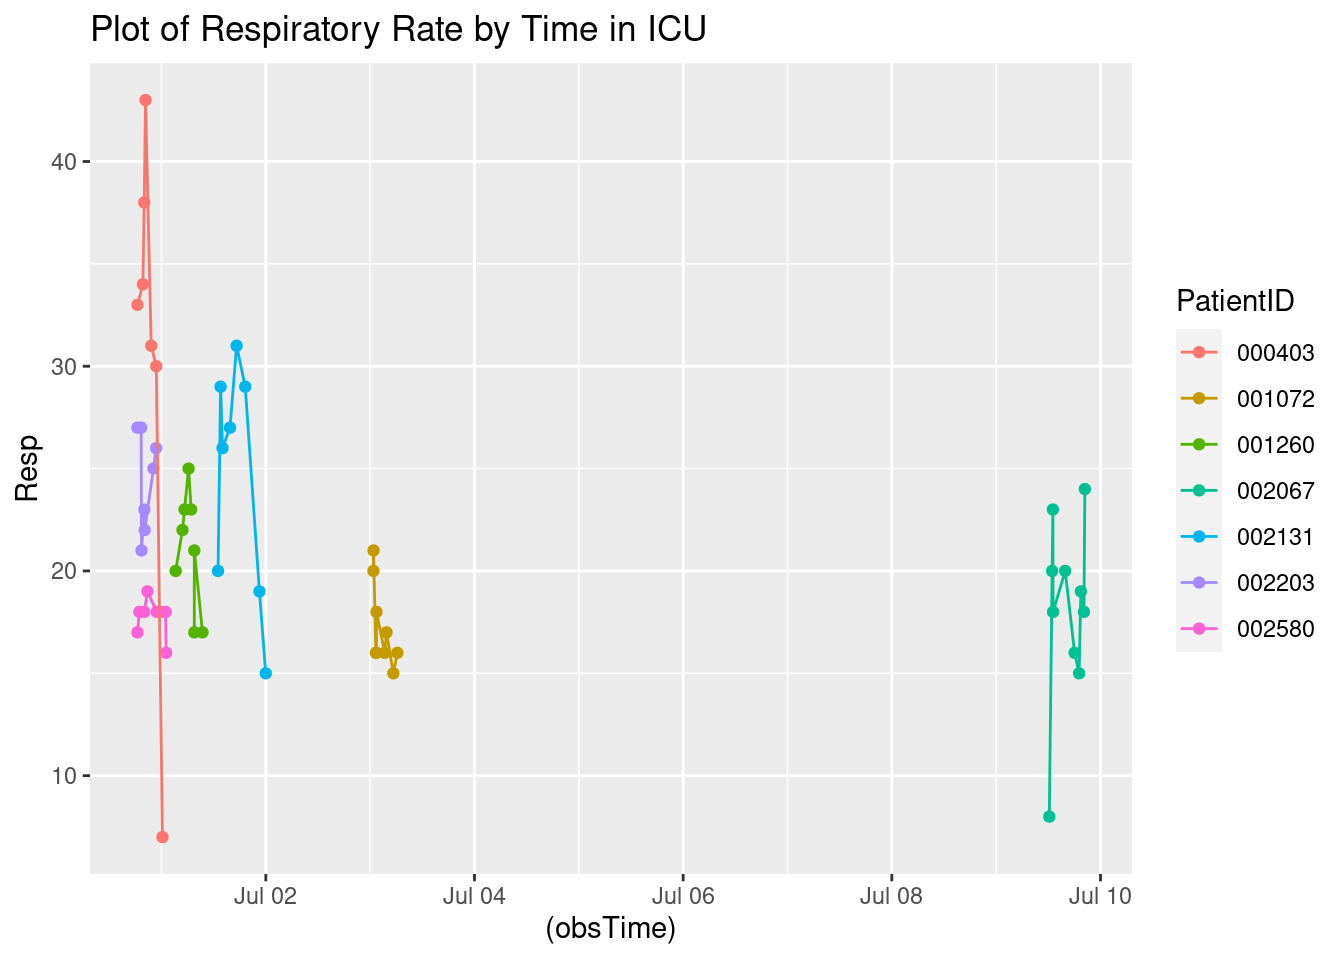 Plot of Respiratory Rate by Time in ICU
Resp
40
30
20
10
Jul 02
Jul 04
Jul 06
Jul 08
Jul 10
(obsTime)
PatientID
000403
001072
001260
002067
002131
002203
002580